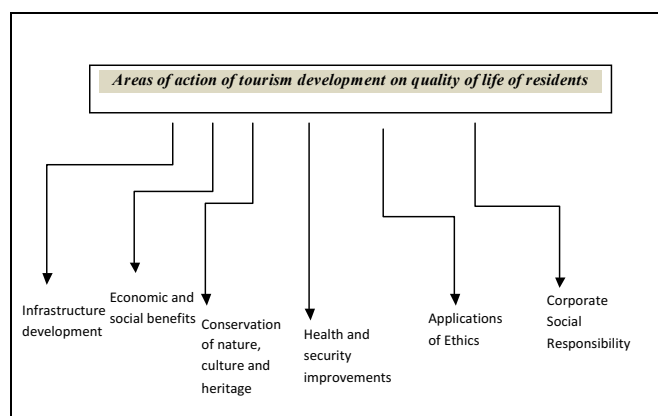 Areas of action of tourism development on quality of life of residents
Infrastructure
development
Economic and
social benefits
Conservation
of nature,
culture and
heritage
Health and
security
improvements
Applications
of Ethics
Corporate
Social
Responsibility